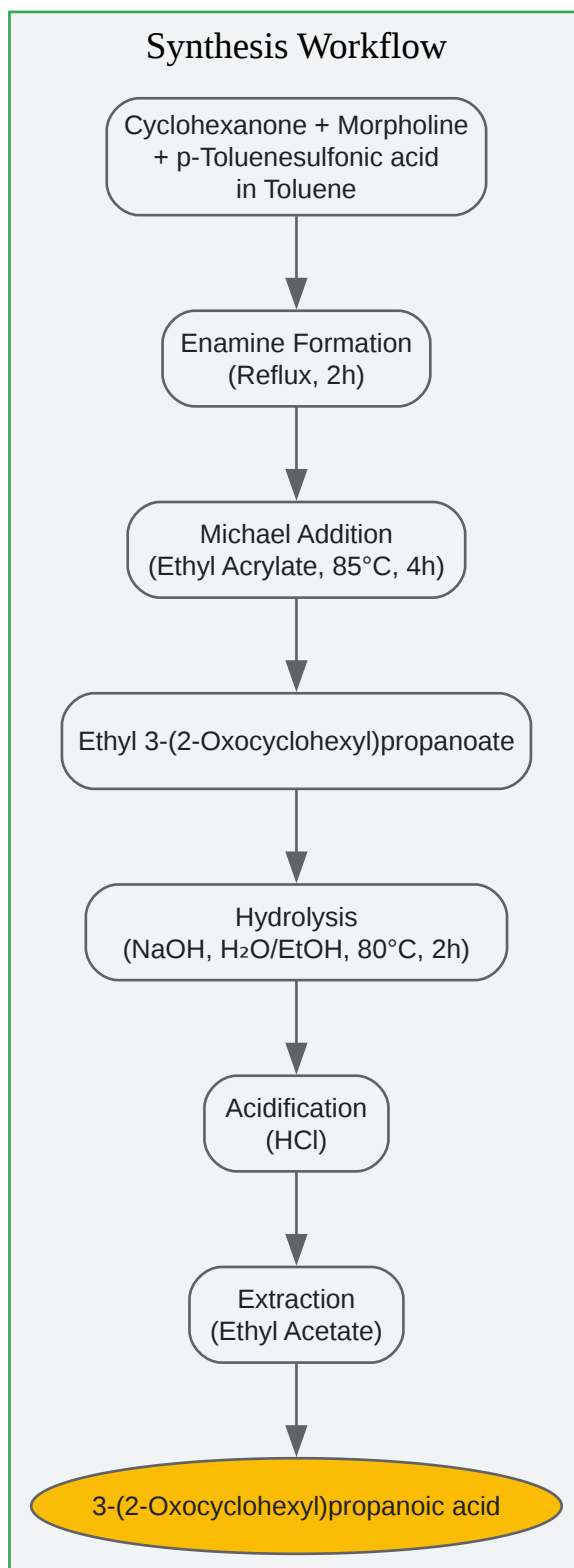 Synthesis Workflow
Cyclohexanone + Morpholine
+ p-Toluenesulfonic acid
in Toluene
Enamine Formation
(Reflux, 2h)
Michael Addition
(Ethyl Acrylate, 85°C, 4h)
Ethyl 3-(2-Oxocyclohexyl)propanoate
Hydrolysis
(NaOH, H₂O/EtOH, 80°C, 2h)
Acidification
(HCl)
Extraction
(Ethyl Acetate)
3-(2-Oxocyclohexyl)propanoic acid